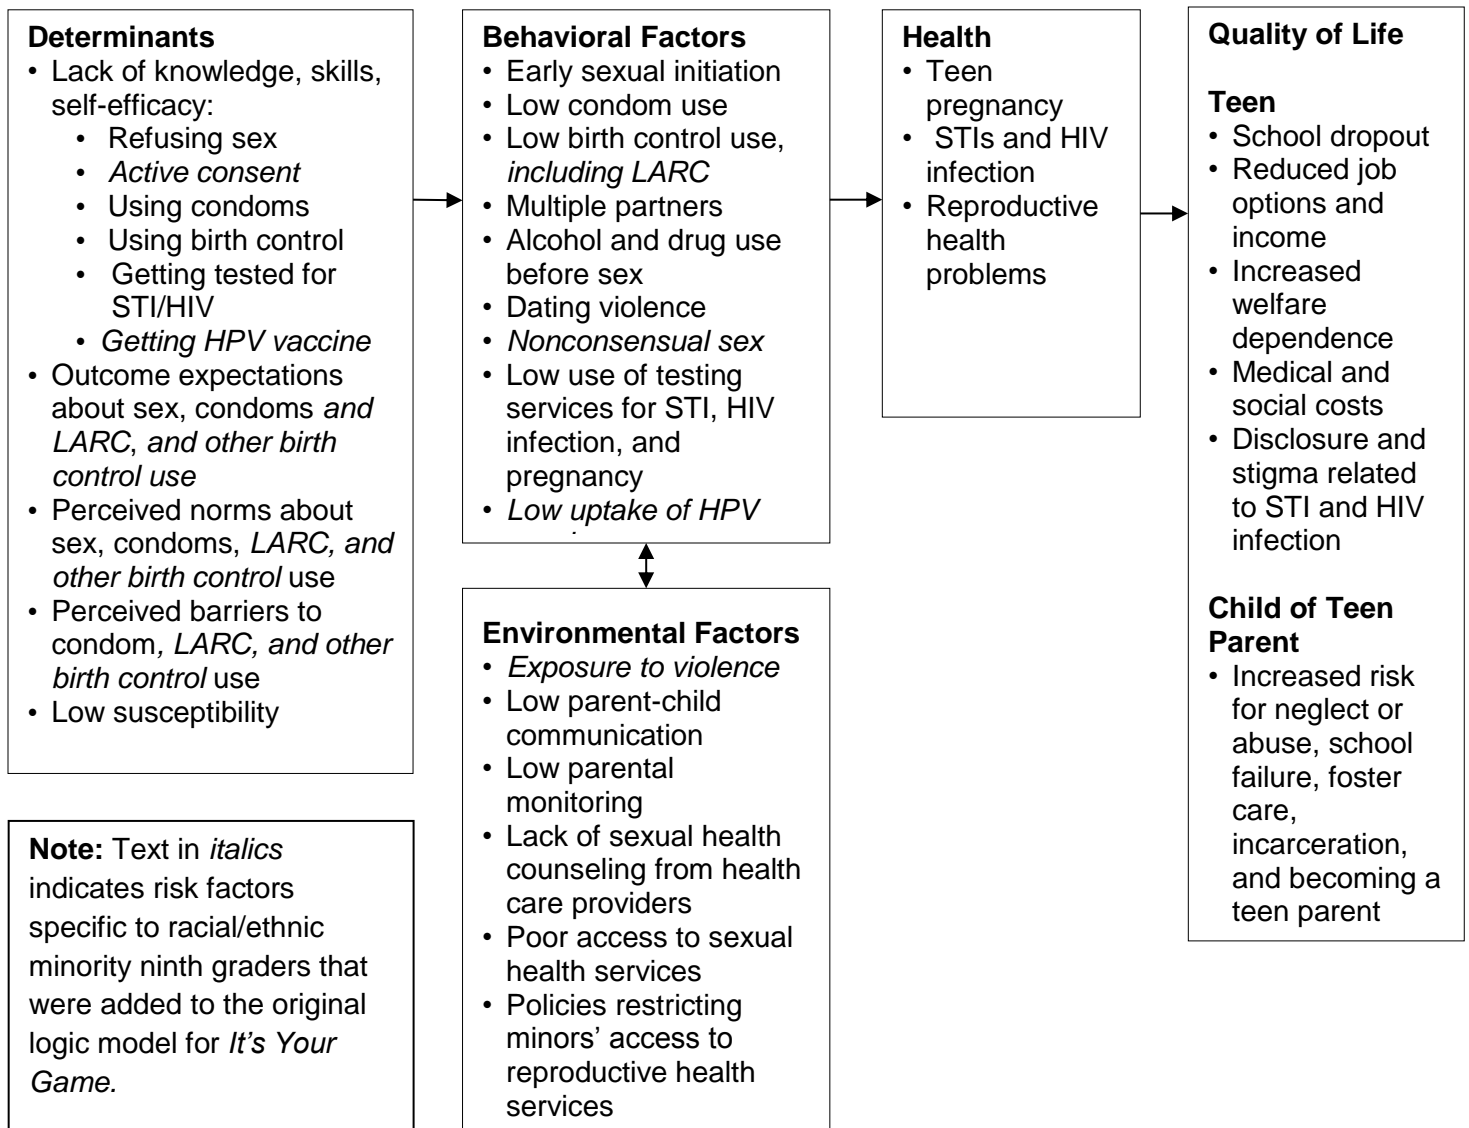 Determinants
• Lack of knowledge, skills,
self-efficacy:
• Refusing sex
• Active consent
• Using condoms
• Using birth control
• Getting tested for
STI/HIV
• Getting HPV vaccine
• Outcome expectations
about sex, condoms and
LARC, and other birth
control use
• Perceived norms about
sex, condoms, LARC, and
other birth control use
• Perceived barriers to
condom, LARC, and other
birth control use
• Low susceptibility
Note: Text in italics
indicates risk factors
specific to racial/ethnic
minority ninth graders that
were added to the original
logic model for It's Your
Game.
Behavioral Factors
• Early sexual initiation
• Low condom use
• Low birth control use,
including LARC
• Multiple partners
• Alcohol and drug use
before sex
• Dating violence
• Nonconsensual sex
• Low use of testing
services for STI, HIV
infection, and
pregnancy
• Low uptake of HPV
Environmental Factors
• Exposure to violence
• Low parent-child
communication
• Low parental
monitoring
• Lack of sexual health
counseling from health
care providers
• Poor access to sexual
health services
• Policies restricting
minors’ access to
reproductive health
services
Health
• Teen
pregnancy
• STIs and HIV
infection
• Reproductive
health
problems
Quality of Life
Teen
• School dropout
• Reduced job
options and
income
• Increased
welfare
dependence
• Medical and
social costs
• Disclosure and
stigma related
to STI and HIV
infection
Child of Teen
Parent
• Increased risk
for neglect or
abuse, school
failure, foster
care,
incarceration,
and becoming a
teen parent